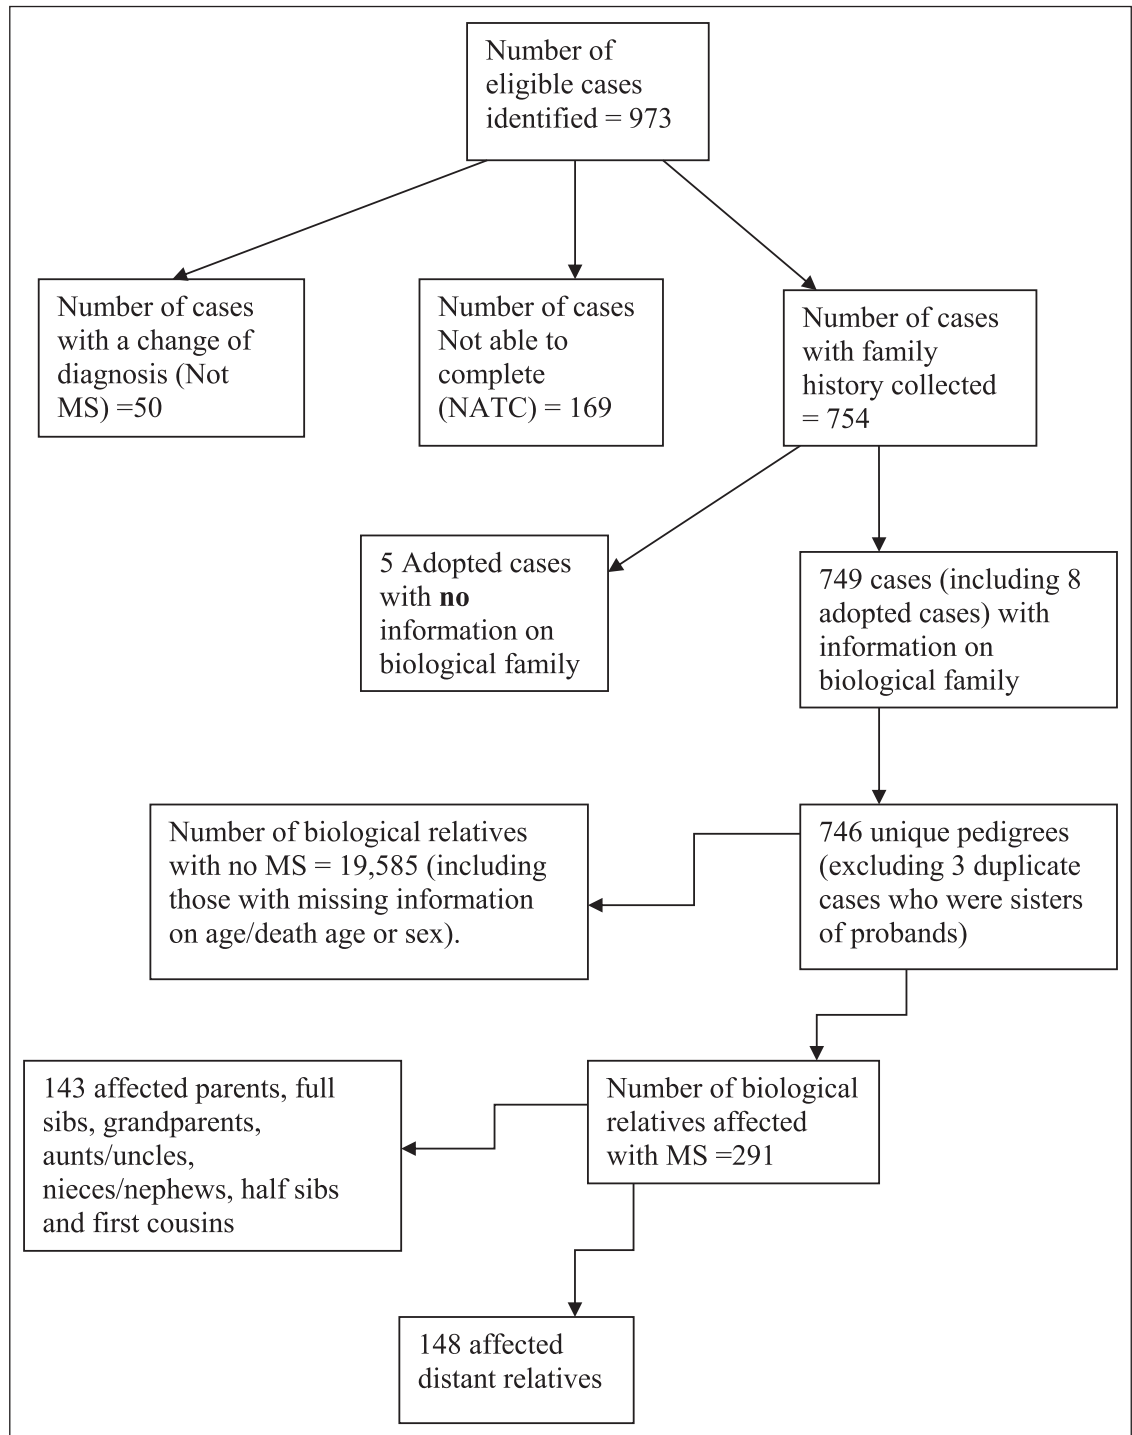 Number of
eligible cases
identified = 973
Number of cases
with a change of
diagnosis (Not
MS) =50
Number of cases
Not able to
complete
(NATC) = 169
Number of cases
with family
history collected
= 754
5 Adopted cases
with no
information on
biological family
749 cases (including 8
adopted cases) with
information on
biological family
Number of biological relatives
with no MS = 19,585 (including
those with missing information
on age/death age or sex).
746 unique pedigrees
(excluding 3 duplicate
cases who were sisters
of probands)
143 affected parents, full
sibs, grandparents,
aunts/uncles,
nieces/nephews, half sibs
and first cousins
Number of biological
relatives affected
with MS =291
148 affected
distant relatives